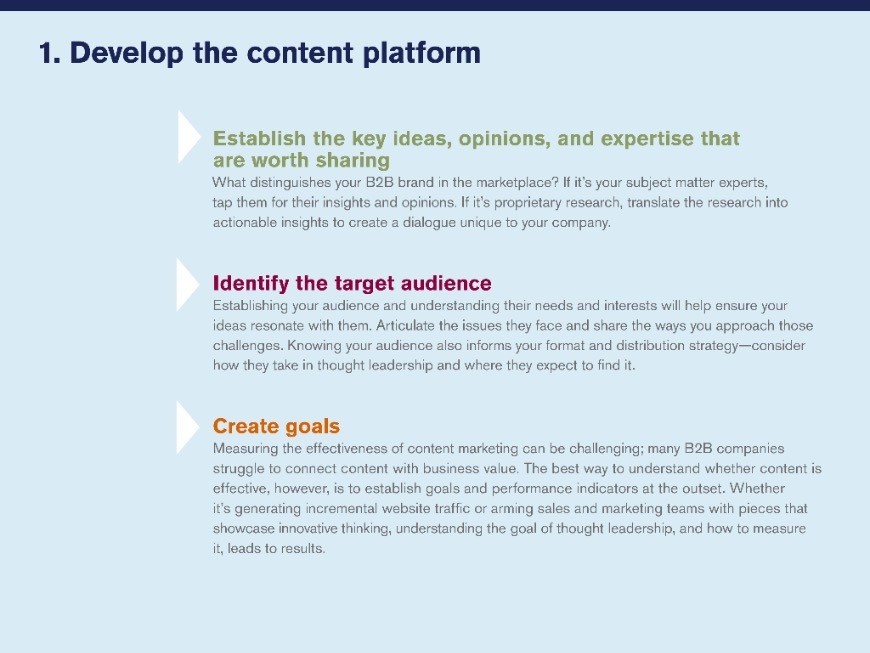 1. Develop the content platform
Establish the key ideas, opinions, and expertise that
are worth sharing
What distinguishes your B2B brand in the marketplace? If it’s your subject matter experts,
tap them for their insights and opinions. If it’s proprietary research, translate the research into
actionable insights to create a dialogue unique to your company.
Identify the target audience
Establishing your audience and understanding their needs and interests will help ensure your
ideas resonate with them. Articulate the issues they face and share the ways you approach those
challenges. Knowing your audience also informs your format and distribution strategy—consider
how they take in thought leadership and where they expect to find it.
Create goals
Measuring the effectiveness of content marketing can be challenging; many B2B companies
struggle to connect content with business value. The best way to understand whether content is
effective, however, is to establish goals and performance indicators at the outset. Whether
it’s generating incremental website traffic or arming sales and marketing teams with pieces that
showcase innovative thinking, understanding the goal of thought leadership, and how to measure
it, leads to results.